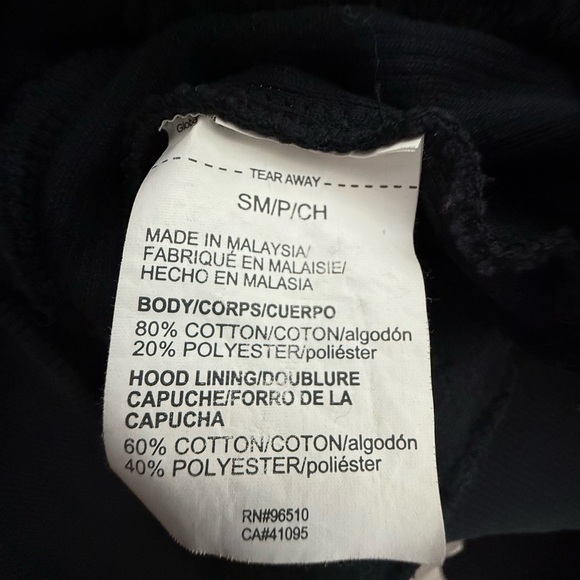 TEAR AWAY
SM/P/CH
MADE IN MALAYSIA/
FABRIQUÉ EN MALAISIE/
HECHO EN MALASIA
BODY/CORPS/CUERPO
80% COTTON/COTON/algodón
20% POLYESTER/poliéster
HOOD LINING/DOUBLURE
CAPUCHE/FORRO DE LA
CAPUCHA
60% COTTON/COTON/algodón
40% POLYESTER/poliéster
RN#96510
CA#41095